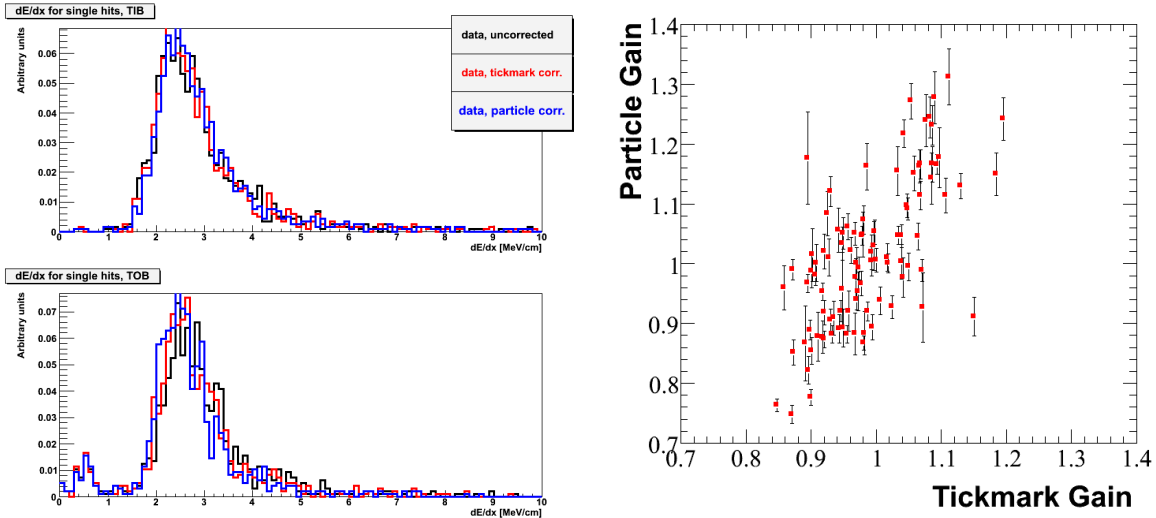 dE/dx for single hits, TIB
Arbitrary units
0.06
0.05
0.04
0.03
0.02
0.01
0
0 1 2 3 4 5 6 7 8 9 10
dE/dx [MeV/cm]
data, uncorrected
data, tickmark corr.
data, particle corr.
dE/dx for single hits, TOB
Arbitrary units
0.07
0.06
0.05
0.04
0.03
0.02
0.01
0
0 1 2 3 4 5 6 7 8 9 10
dE/dx [MeV/cm]
Particle Gain
1.4
1.3
1.2
1.1
1
0.9
0.8
0.7
0.7 0.8 0.9 1 1.1 1.2 1.3 1.4
Tickmark Gain